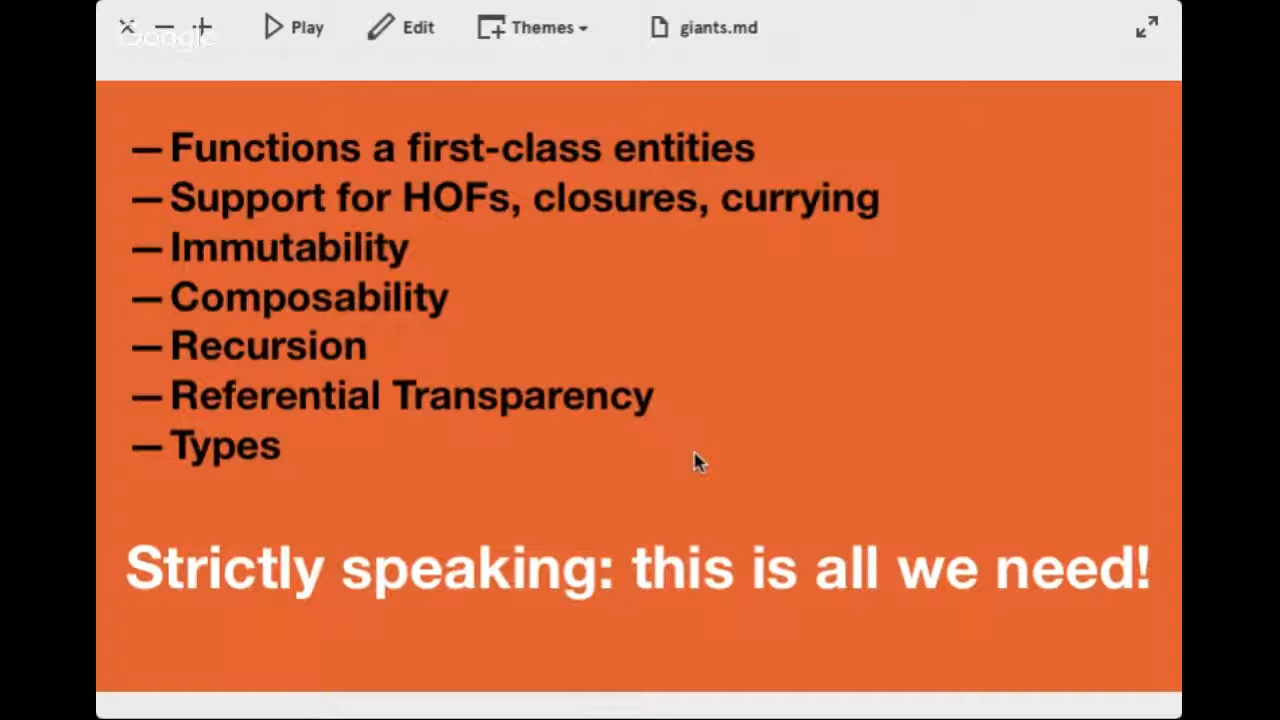 Play Edit Themes giants.md
Google
— Functions a first-class entities
— Support for HOFs, closures, currying
— Immutability
— Composability
— Recursion
— Referential Transparency
— Types
Strictly speaking: this is all we need!